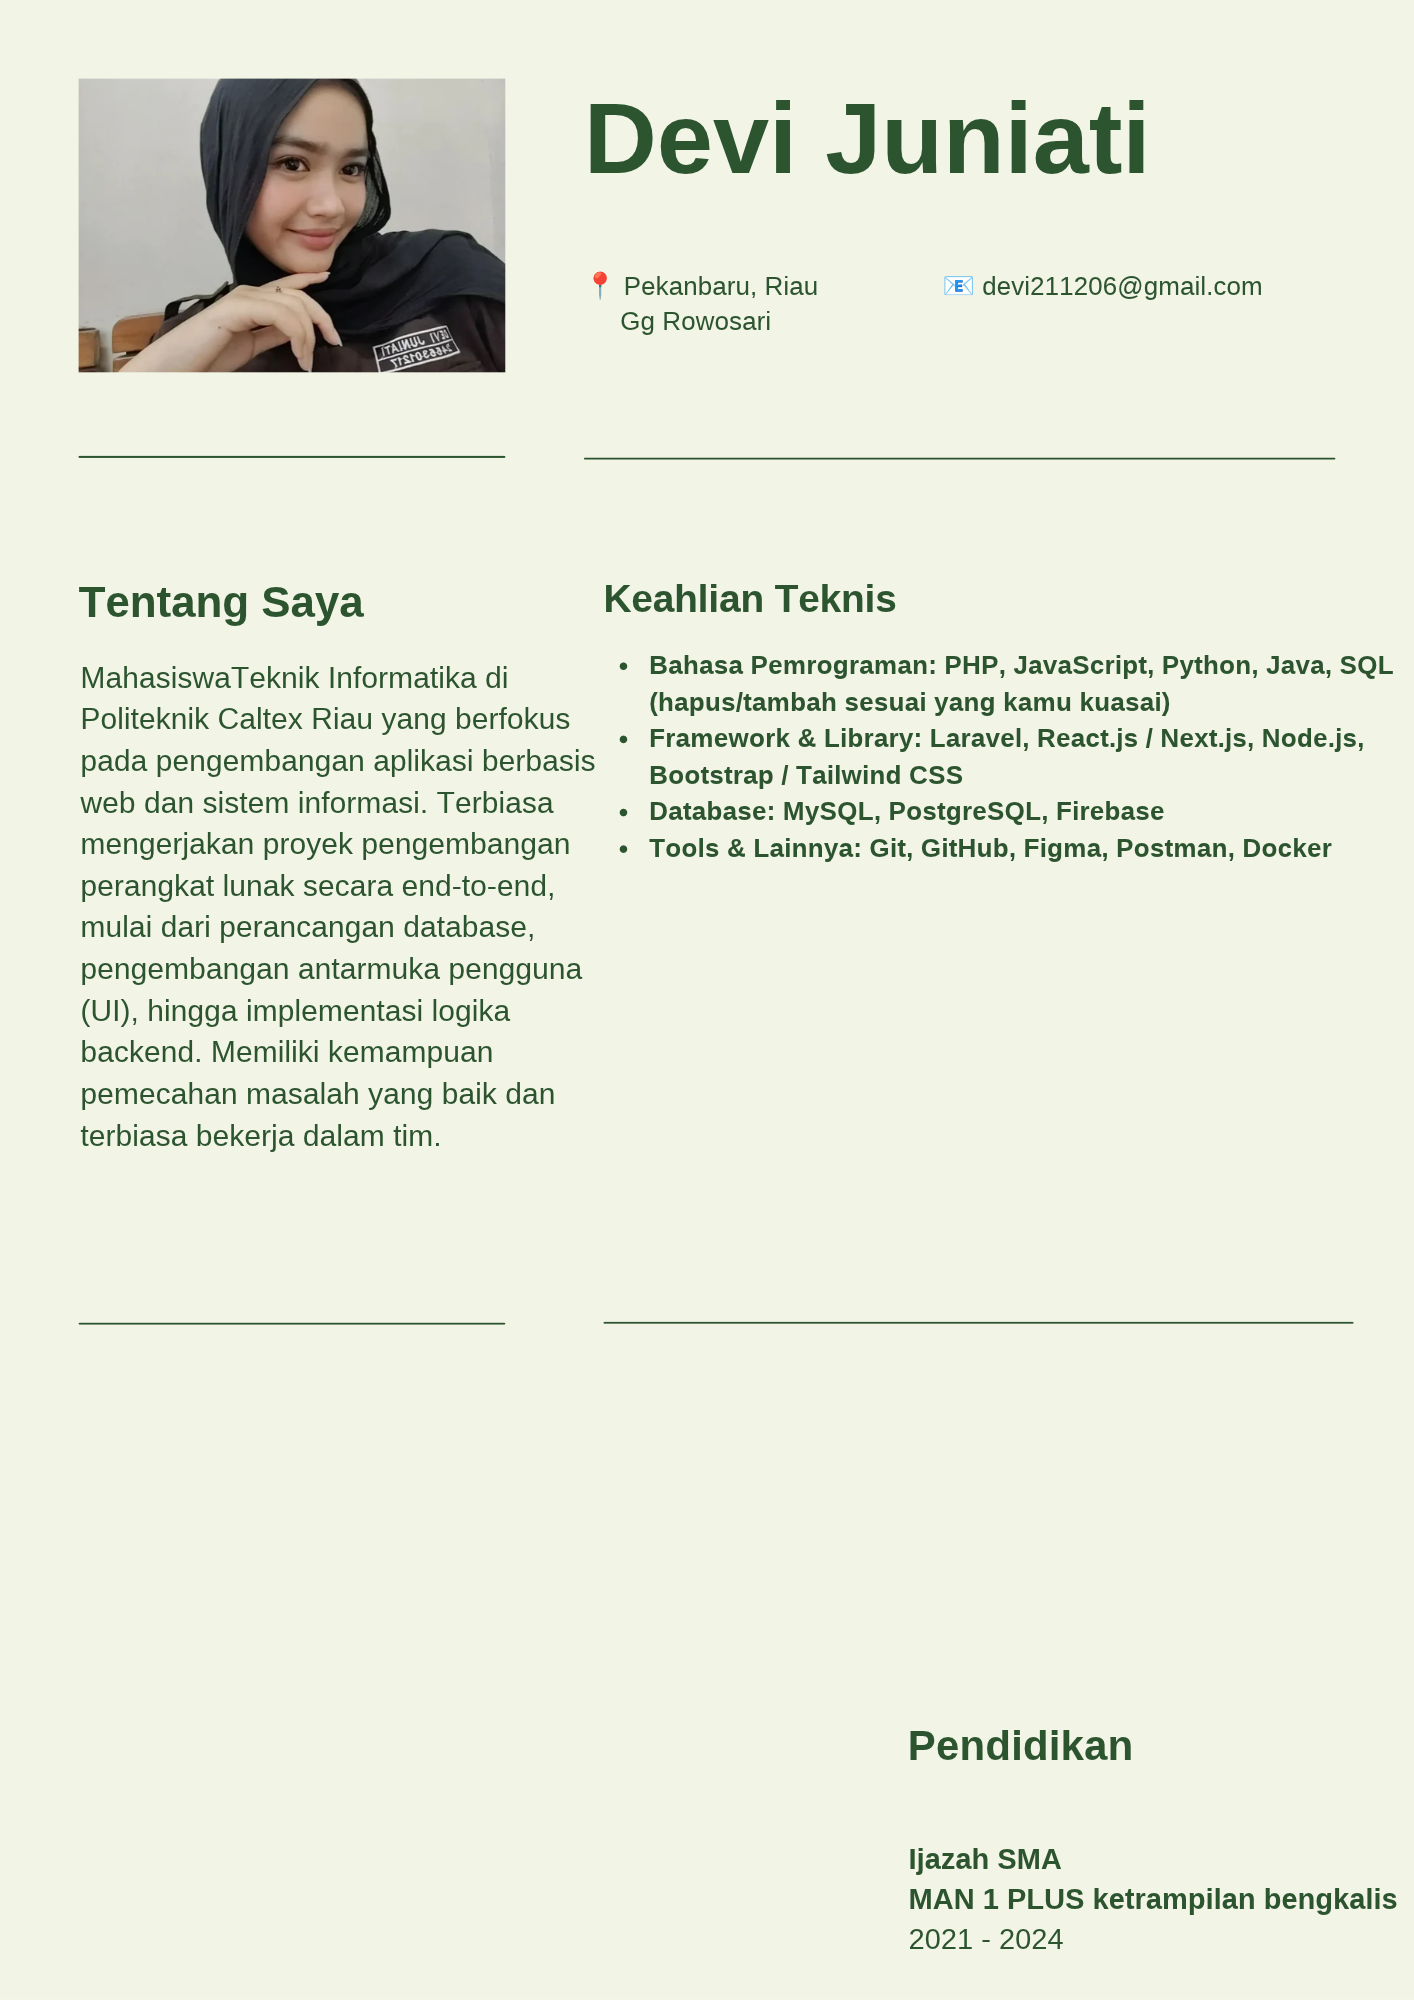 Devi Juniati
DEVI JUNIATI
2466301217
📍 Pekanbaru, Riau
Gg Rowosari
📧 devi211206@gmail.com
Tentang Saya
MahasiswaTeknik Informatika di
Politeknik Caltex Riau yang berfokus
pada pengembangan aplikasi berbasis
web dan sistem informasi. Terbiasa
mengerjakan proyek pengembangan
perangkat lunak secara end-to-end,
mulai dari perancangan database,
pengembangan antarmuka pengguna
(UI), hingga implementasi logika
backend. Memiliki kemampuan
pemecahan masalah yang baik dan
terbiasa bekerja dalam tim.
Keahlian Teknis
• Bahasa Pemrograman: PHP, JavaScript, Python, Java, SQL
(hapus/tambah sesuai yang kamu kuasai)
• Framework & Library: Laravel, React.js / Next.js, Node.js,
Bootstrap / Tailwind CSS
• Database: MySQL, PostgreSQL, Firebase
• Tools & Lainnya: Git, GitHub, Figma, Postman, Docker
Pendidikan
Ijazah SMA
MAN 1 PLUS ketrampilan bengkalis
2021 - 2024